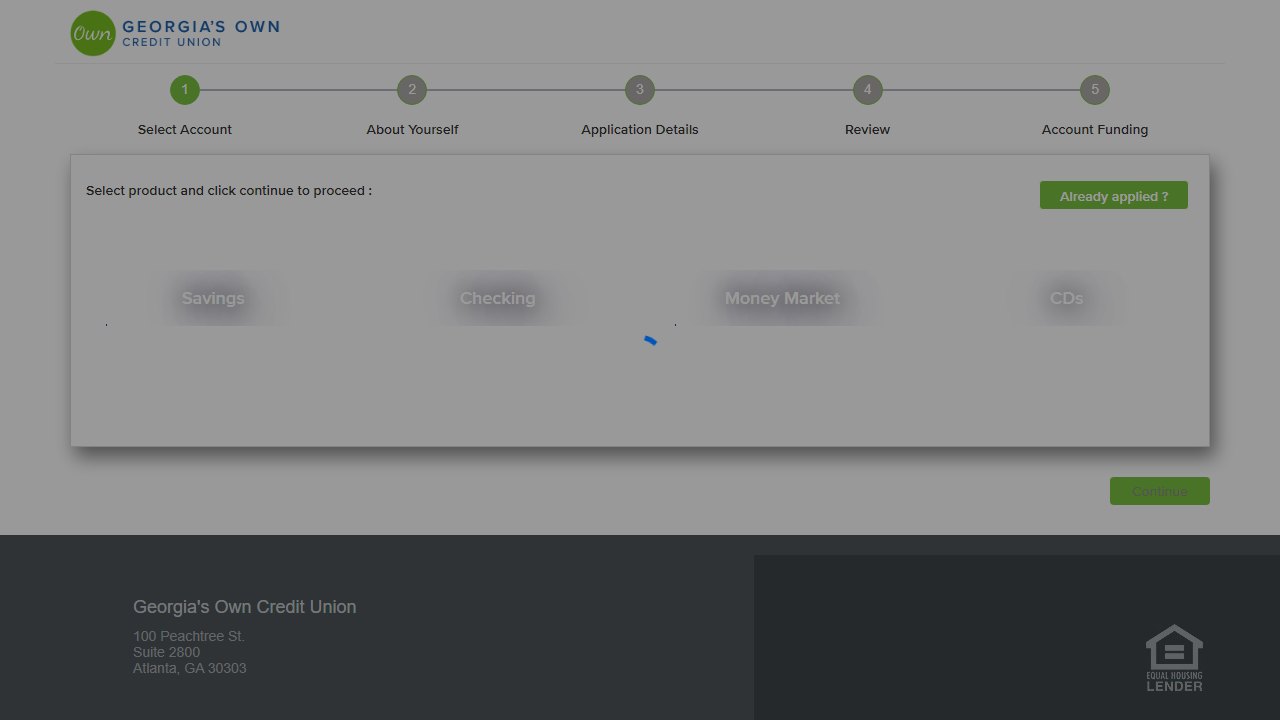 Own GEORGIA'S OWN
CREDIT UNION
1 2 3 4 5
Select Account About Yourself Application Details Review Account Funding
Select product and click continue to proceed : Already applied ?
Savings Checking Money Market CDs
Continue
Georgia's Own Credit Union
100 Peachtree St.
Suite 2800
Atlanta, GA 30303
EQUAL HOUSING
LENDER